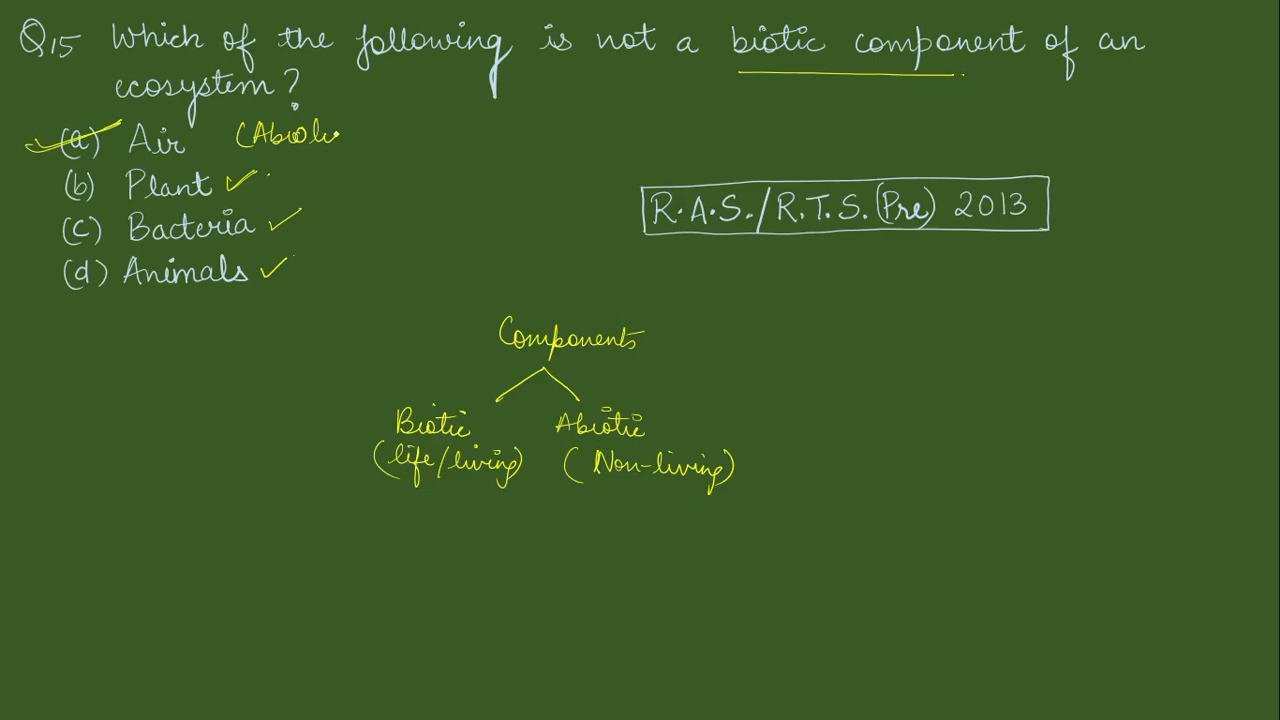 Q15 Which of the following is not a biotic component of an
ecosystem?
(a) Air (Abioti
(b) Plant
(c) Bacteria
(d) Animals
R.A.S./R.T.S. (Pre) 2013
Components
Biotic Abiotic
(life/living) (Non-living)